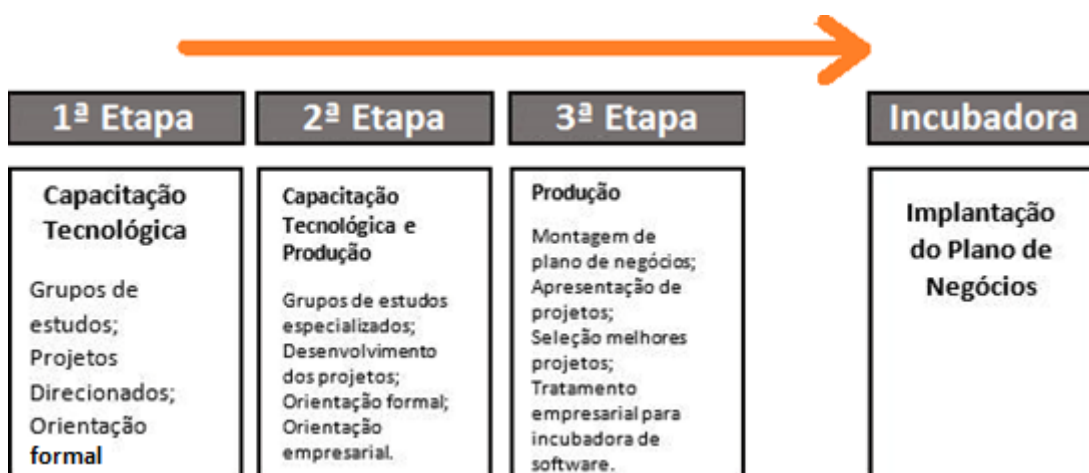 1ª Etapa
Capacitação
Tecnológica
Grupos de
estudos;
Projetos
Direcionados;
Orientação
formal
2ª Etapa
Capacitação
Tecnológica e
Produção
Grupos de estudos
especializados;
Desenvolvimento
dos projetos;
Orientação formal;
Orientação
empresarial.
3ª Etapa
Produção
Montagem de
plano de negócios;
Apresentação de
projetos;
Seleção melhores
projetos;
Tratamento
empresarial para
incubadora de
software.
Incubadora
Implantação
do Plano de
Negócios